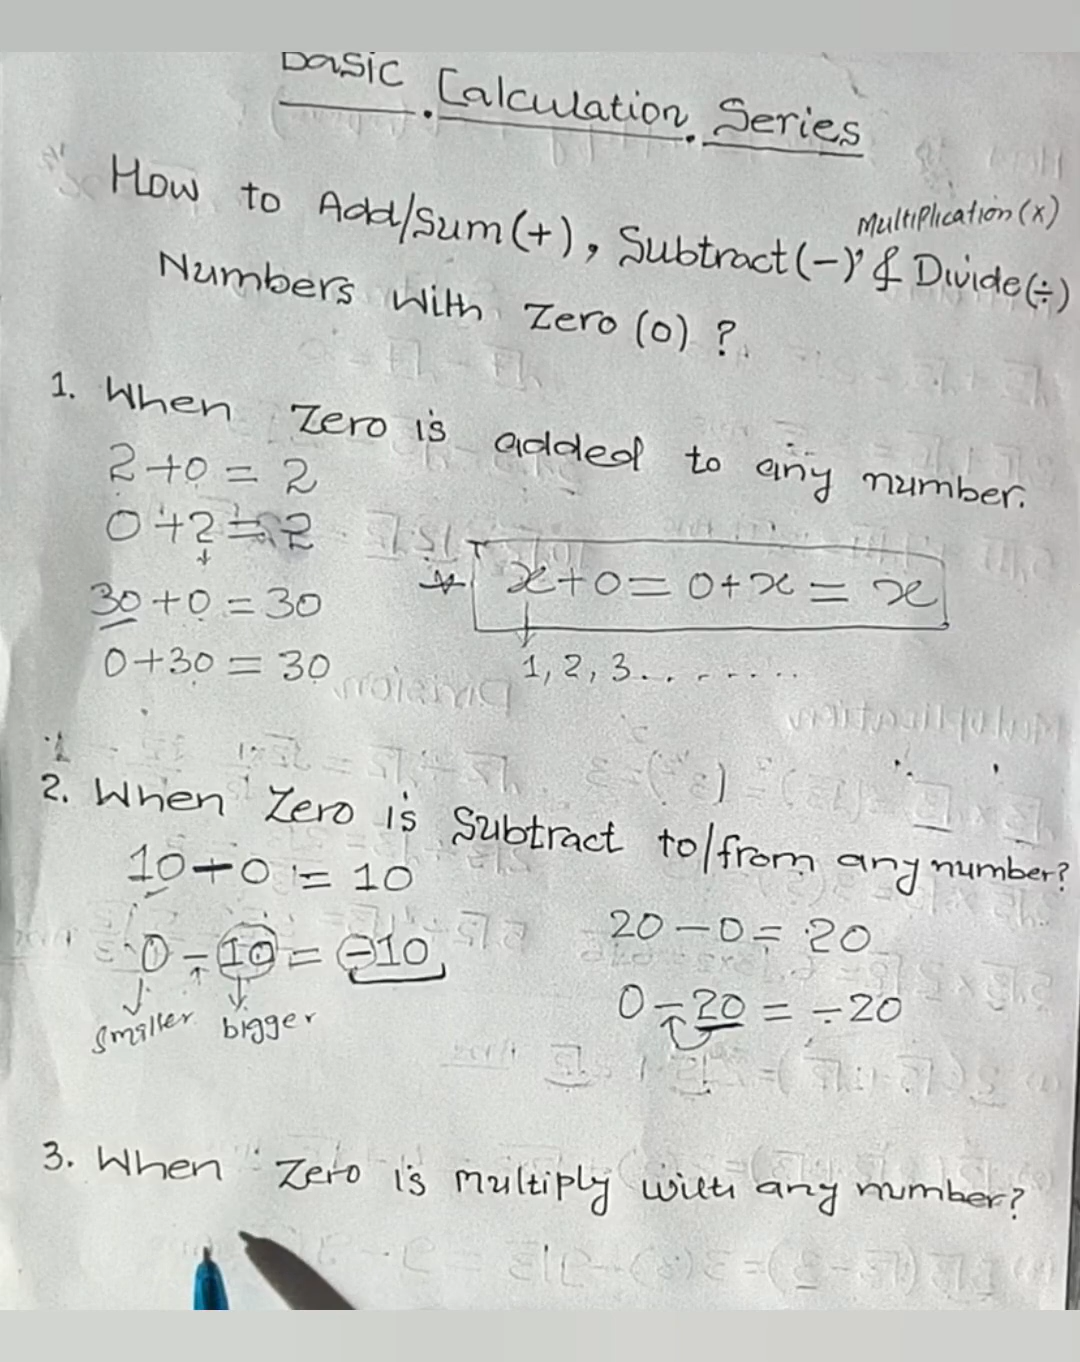 Basic Calculation Series
How to Add/Sum (+), Subtract (-), Multiplication (x) & Divide (÷)
Numbers with Zero (0) ?
1. When Zero is added to any number.
2+0 = 2
0+2 = 2
30+0 = 30
0+30 = 30
x+0 = 0+x = x
1, 2, 3........
2. When Zero is Subtract to/from any number?
10-0 = 10
0-10 = -10
smaller bigger
20-0 = 20
0-20 = -20
3. When Zero is multiply with any number?